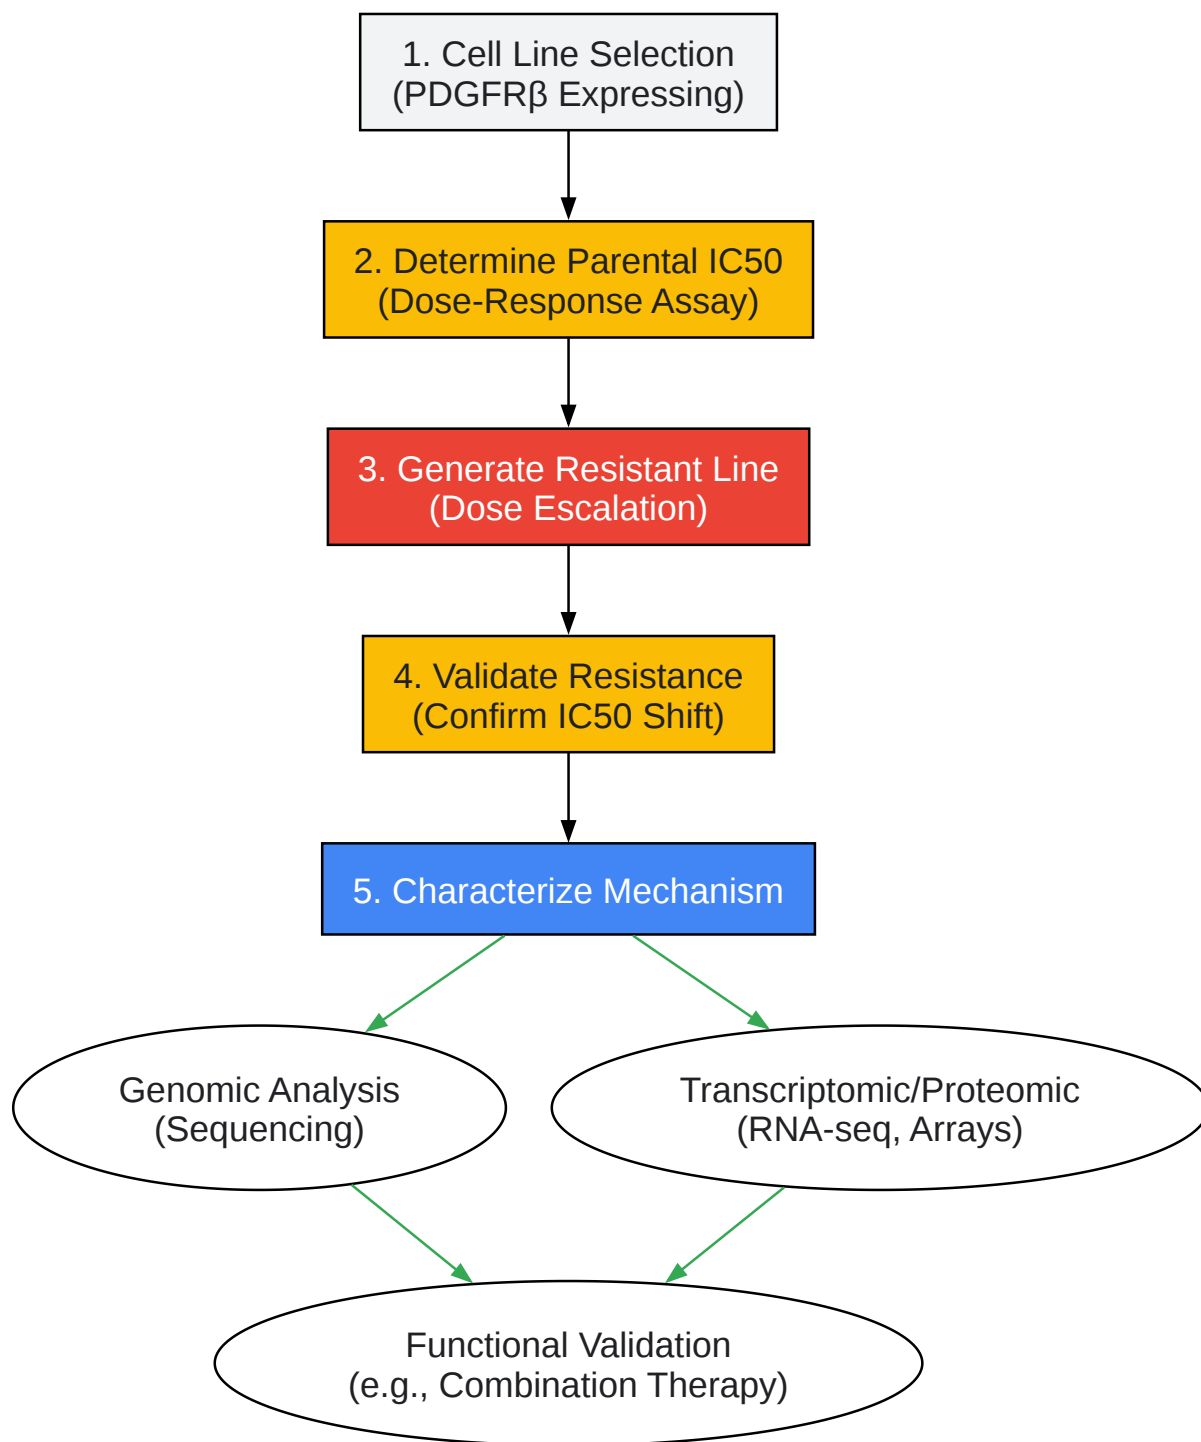 1. Cell Line Selection
(PDGFRβ Expressing)
2. Determine Parental IC50
(Dose-Response Assay)
3. Generate Resistant Line
(Dose Escalation)
4. Validate Resistance
(Confirm IC50 Shift)
5. Characterize Mechanism
Genomic Analysis
(Sequencing)
Transcriptomic/Proteomic
(RNA-seq, Arrays)
Functional Validation
(e.g., Combination Therapy)